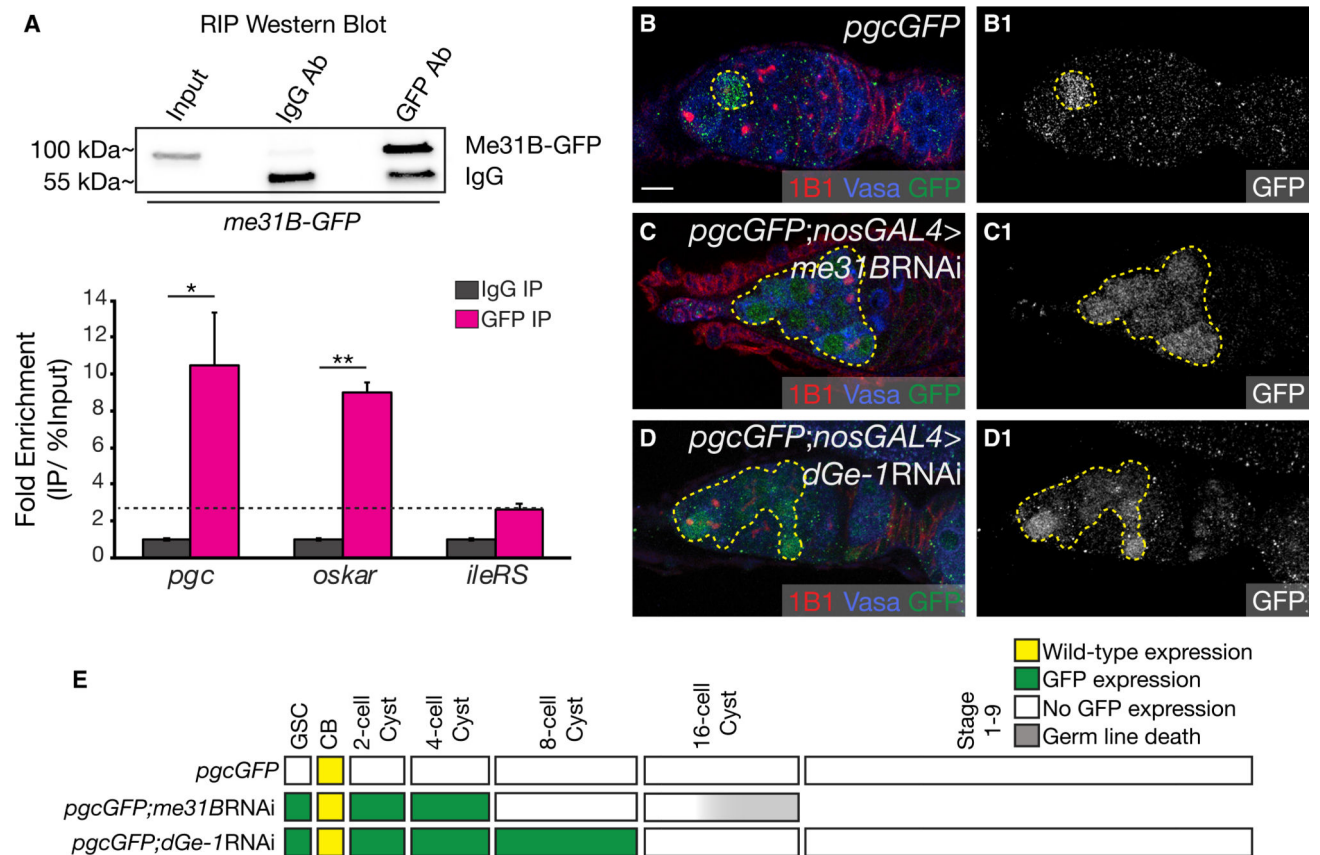 A
RIP Western Blot
Input
IgG Ab
GFP Ab
100 kDa~
55 kDa~
Me31B-GFP
IgG
me31B-GFP
IgG IP
GFP IP
Fold Enrichment
(IP/ %Input)
14
12
10
8
6
4
2
0
*
**
pgc
oskar
ileRS
B
pgcGFP
1B1 Vasa GFP
B1
GFP
C
pgcGFP;nosGAL4>
me31BRNAi
1B1 Vasa GFP
C1
GFP
D
pgcGFP;nosGAL4>
dGe-1RNAi
1B1 Vasa GFP
D1
GFP
E
Wild-type expression
GFP expression
No GFP expression
Germ line death
GSC
CB
2-cell
Cyst
4-cell
Cyst
8-cell
Cyst
16-cell
Cyst
Stage
1-9
pgcGFP
pgcGFP;me31BRNAi
pgcGFP;dGe-1RNAi